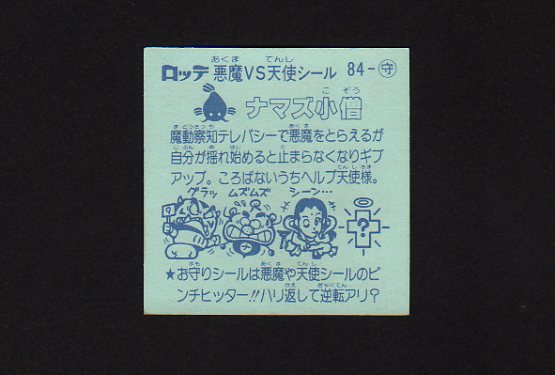 ロッテ 悪魔VS天使シール 84-守
ナマズ小僧
魔動察知テレパシーで悪魔をとらえるが
自分が揺れ始めると止まらなくなりギブ
アップ。ころばないうちヘルプ天使様。
グラッ ムズムズ シーン…
?
★お守りシールは悪魔や天使シールのピ
ンチヒッター!!ハリ返して逆転アリ?